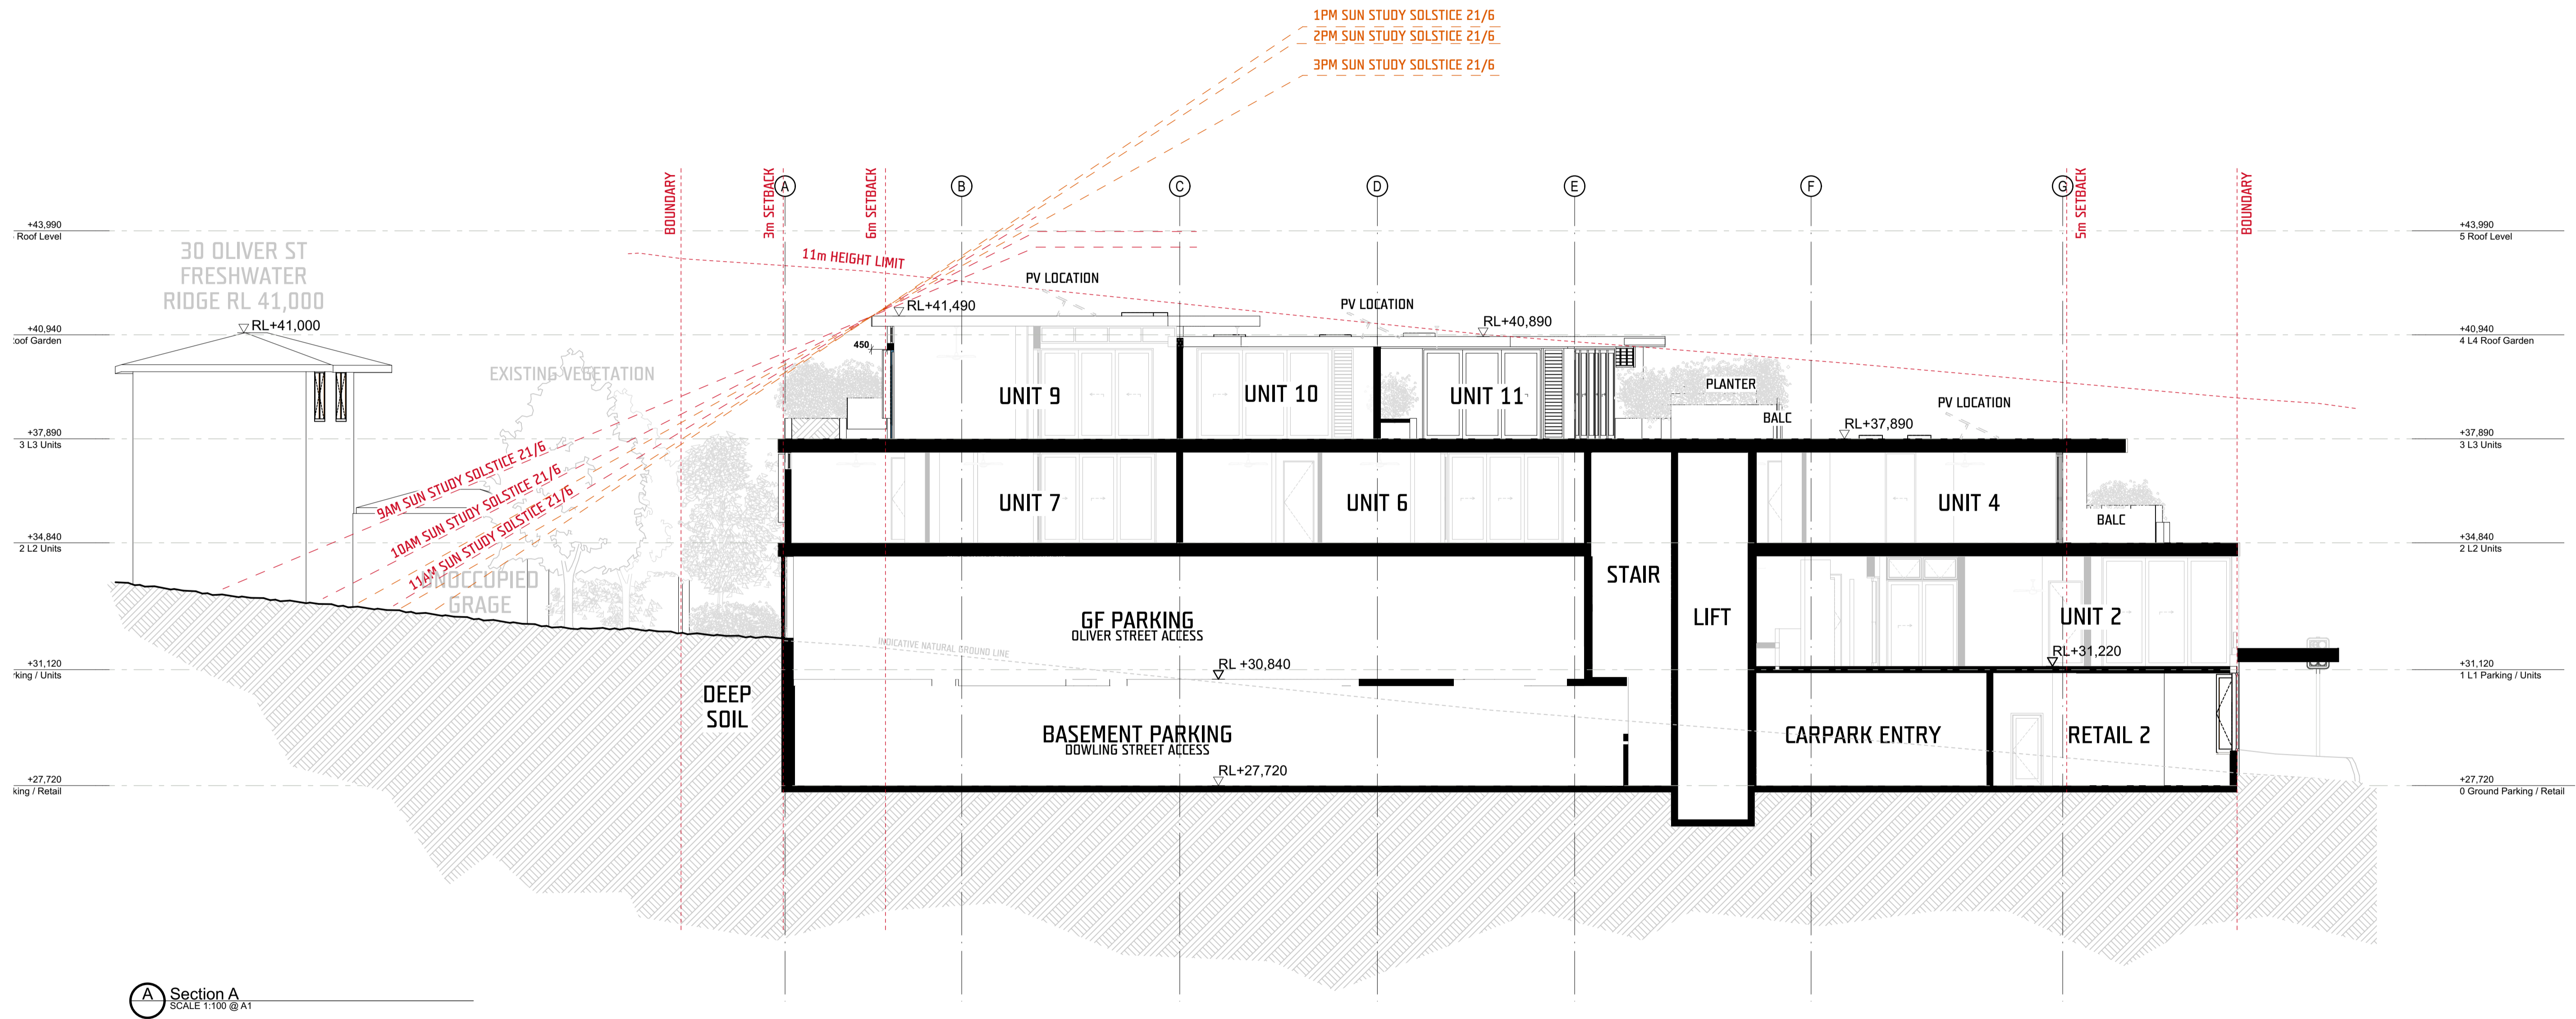 1PM SUN STUDY SOLSTICE 21/6
2PM SUN STUDY SOLSTICE 21/6
3PM SUN STUDY SOLSTICE 21/6
BOUNDARY
3m SETBACK
6m SETBACK
5m SETBACK
BOUNDARY
A
B
C
D
E
F
G
+43,990
Roof Level
+43,990
5 Roof Level
30 OLIVER ST
FRESHWATER
RIDGE RL 41,000
11m HEIGHT LIMIT
PV LOCATION
PV LOCATION
RL+41,490
RL+41,000
RL+40,890
+40,940
oof Garden
+40,940
4 L4 Roof Garden
450
EXISTING VEGETATION
UNIT 9
UNIT 10
UNIT 11
PLANTER
BALC
PV LOCATION
RL+37,890
+37,890
3 L3 Units
+37,890
3 L3 Units
9AM SUN STUDY SOLSTICE 21/6
10AM SUN STUDY SOLSTICE 21/6
11AM SUN STUDY SOLSTICE 21/6
UNIT 7
UNIT 6
UNIT 4
BALC
+34,840
2 L2 Units
+34,840
2 L2 Units
UNOCCUPIED
GRAGE
STAIR
LIFT
GF PARKING
OLIVER STREET ACCESS
UNIT 2
INDICATIVE NATURAL GROUND LINE
RL +30,840
RL+31,220
+31,120
rking / Units
+31,120
1 L1 Parking / Units
DEEP
SOIL
BASEMENT PARKING
DOWLING STREET ACCESS
CARPARK ENTRY
RETAIL 2
RL+27,720
+27,720
king / Retail
+27,720
0 Ground Parking / Retail
A
Section A
SCALE 1:100 @ A1